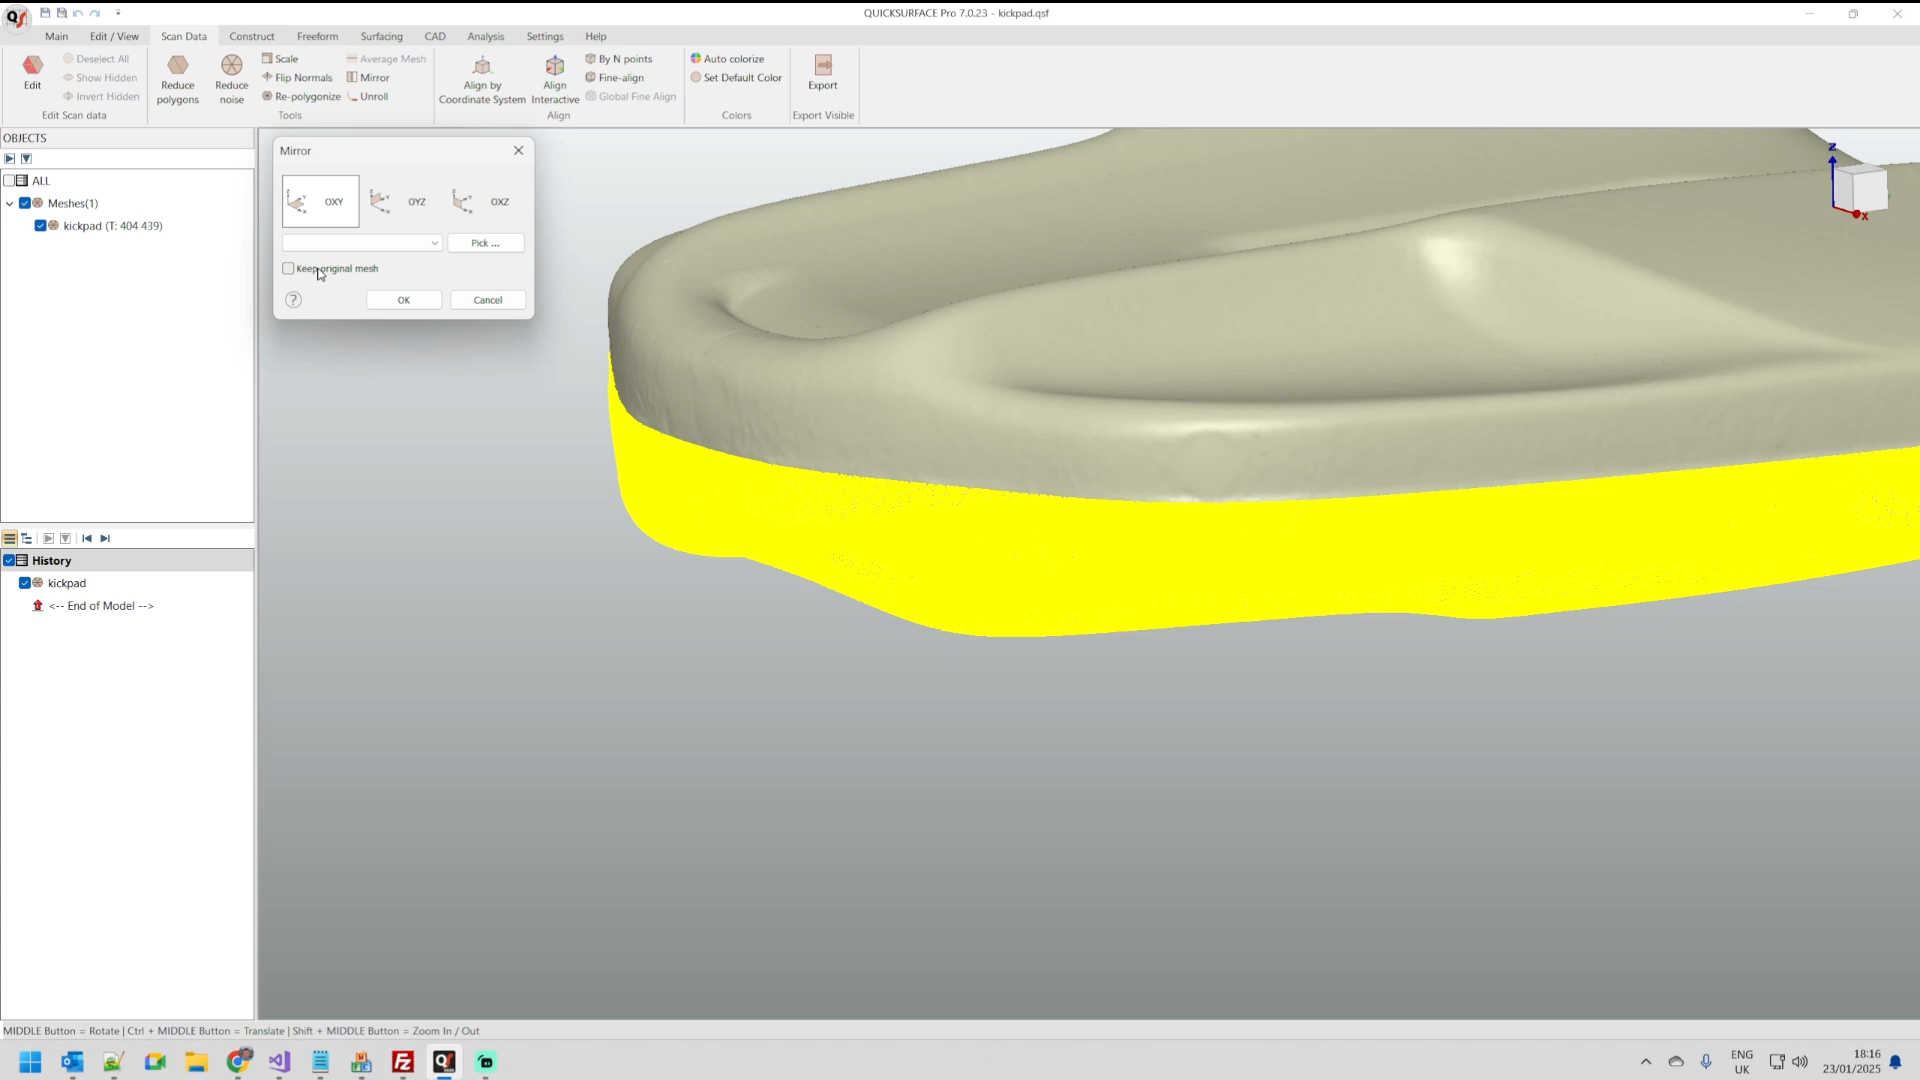 QUICKSURFACE Pro 7.0.23 - kickpad.qsf
Main Edit / View Scan Data Construct Freeform Surfacing CAD Analysis Settings Help
Edit
Deselect All
Show Hidden
Invert Hidden
Edit Scan data
Reduce
polygons
Reduce
noise
Scale
Flip Normals
Re-polygonize
Average Mesh
Mirror
Unroll
Tools
Align by
Coordinate System
Align
Interactive
By N points
Fine-align
Global Fine Align
Align
Auto colorize
Set Default Color
Colors
Export
Export Visible
OBJECTS
ALL
Meshes(1)
kickpad (T: 404 439)
Mirror
OXY OYZ OXZ
Pick ...
Keep original mesh
? OK Cancel
Z
X
History
kickpad
<-- End of Model -->
MIDDLE Button = Rotate | Ctrl + MIDDLE Button = Translate | Shift + MIDDLE Button = Zoom In / Out
ENG
UK
18:16
23/01/2025